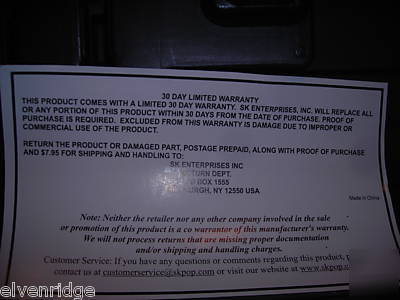 30 DAY LIMITED WARRANTY
THIS PRODUCT COMES WITH A LIMITED 30 DAY WARRANTY. SK ENTERPRISES, INC. WILL REPLACE ALL
OR ANY PORTION OF THIS PRODUCT WITHIN 30 DAYS FROM THE DATE OF PURCHASE. PROOF OF
PURCHASE IS REQUIRED. EXCLUDED FROM THIS WARRANTY IS DAMAGE DUE TO IMPROPER OR
COMMERCIAL USE OF THE PRODUCT.
RETURN THE PRODUCT OR DAMAGED PART, POSTAGE PREPAID, ALONG WITH PROOF OF PURCHASE
AND $7.95 FOR SHIPPING AND HANDLING TO:
SK ENTERPRISES INC
DEPT.
BOX 1555
NY 12550 USA
Made in China
Note: Neither the retailer nor any other company involved in the sale
or promotion of this product is a co warrantor of this manufacturer's warranty.
We will not process returns that are missing proper documentation
and/or shipping and handling charges.
Customer Service: If you have any questions or comments regarding this product,
contact us at customerservice@skpop.com or visit our website at
elvenridge